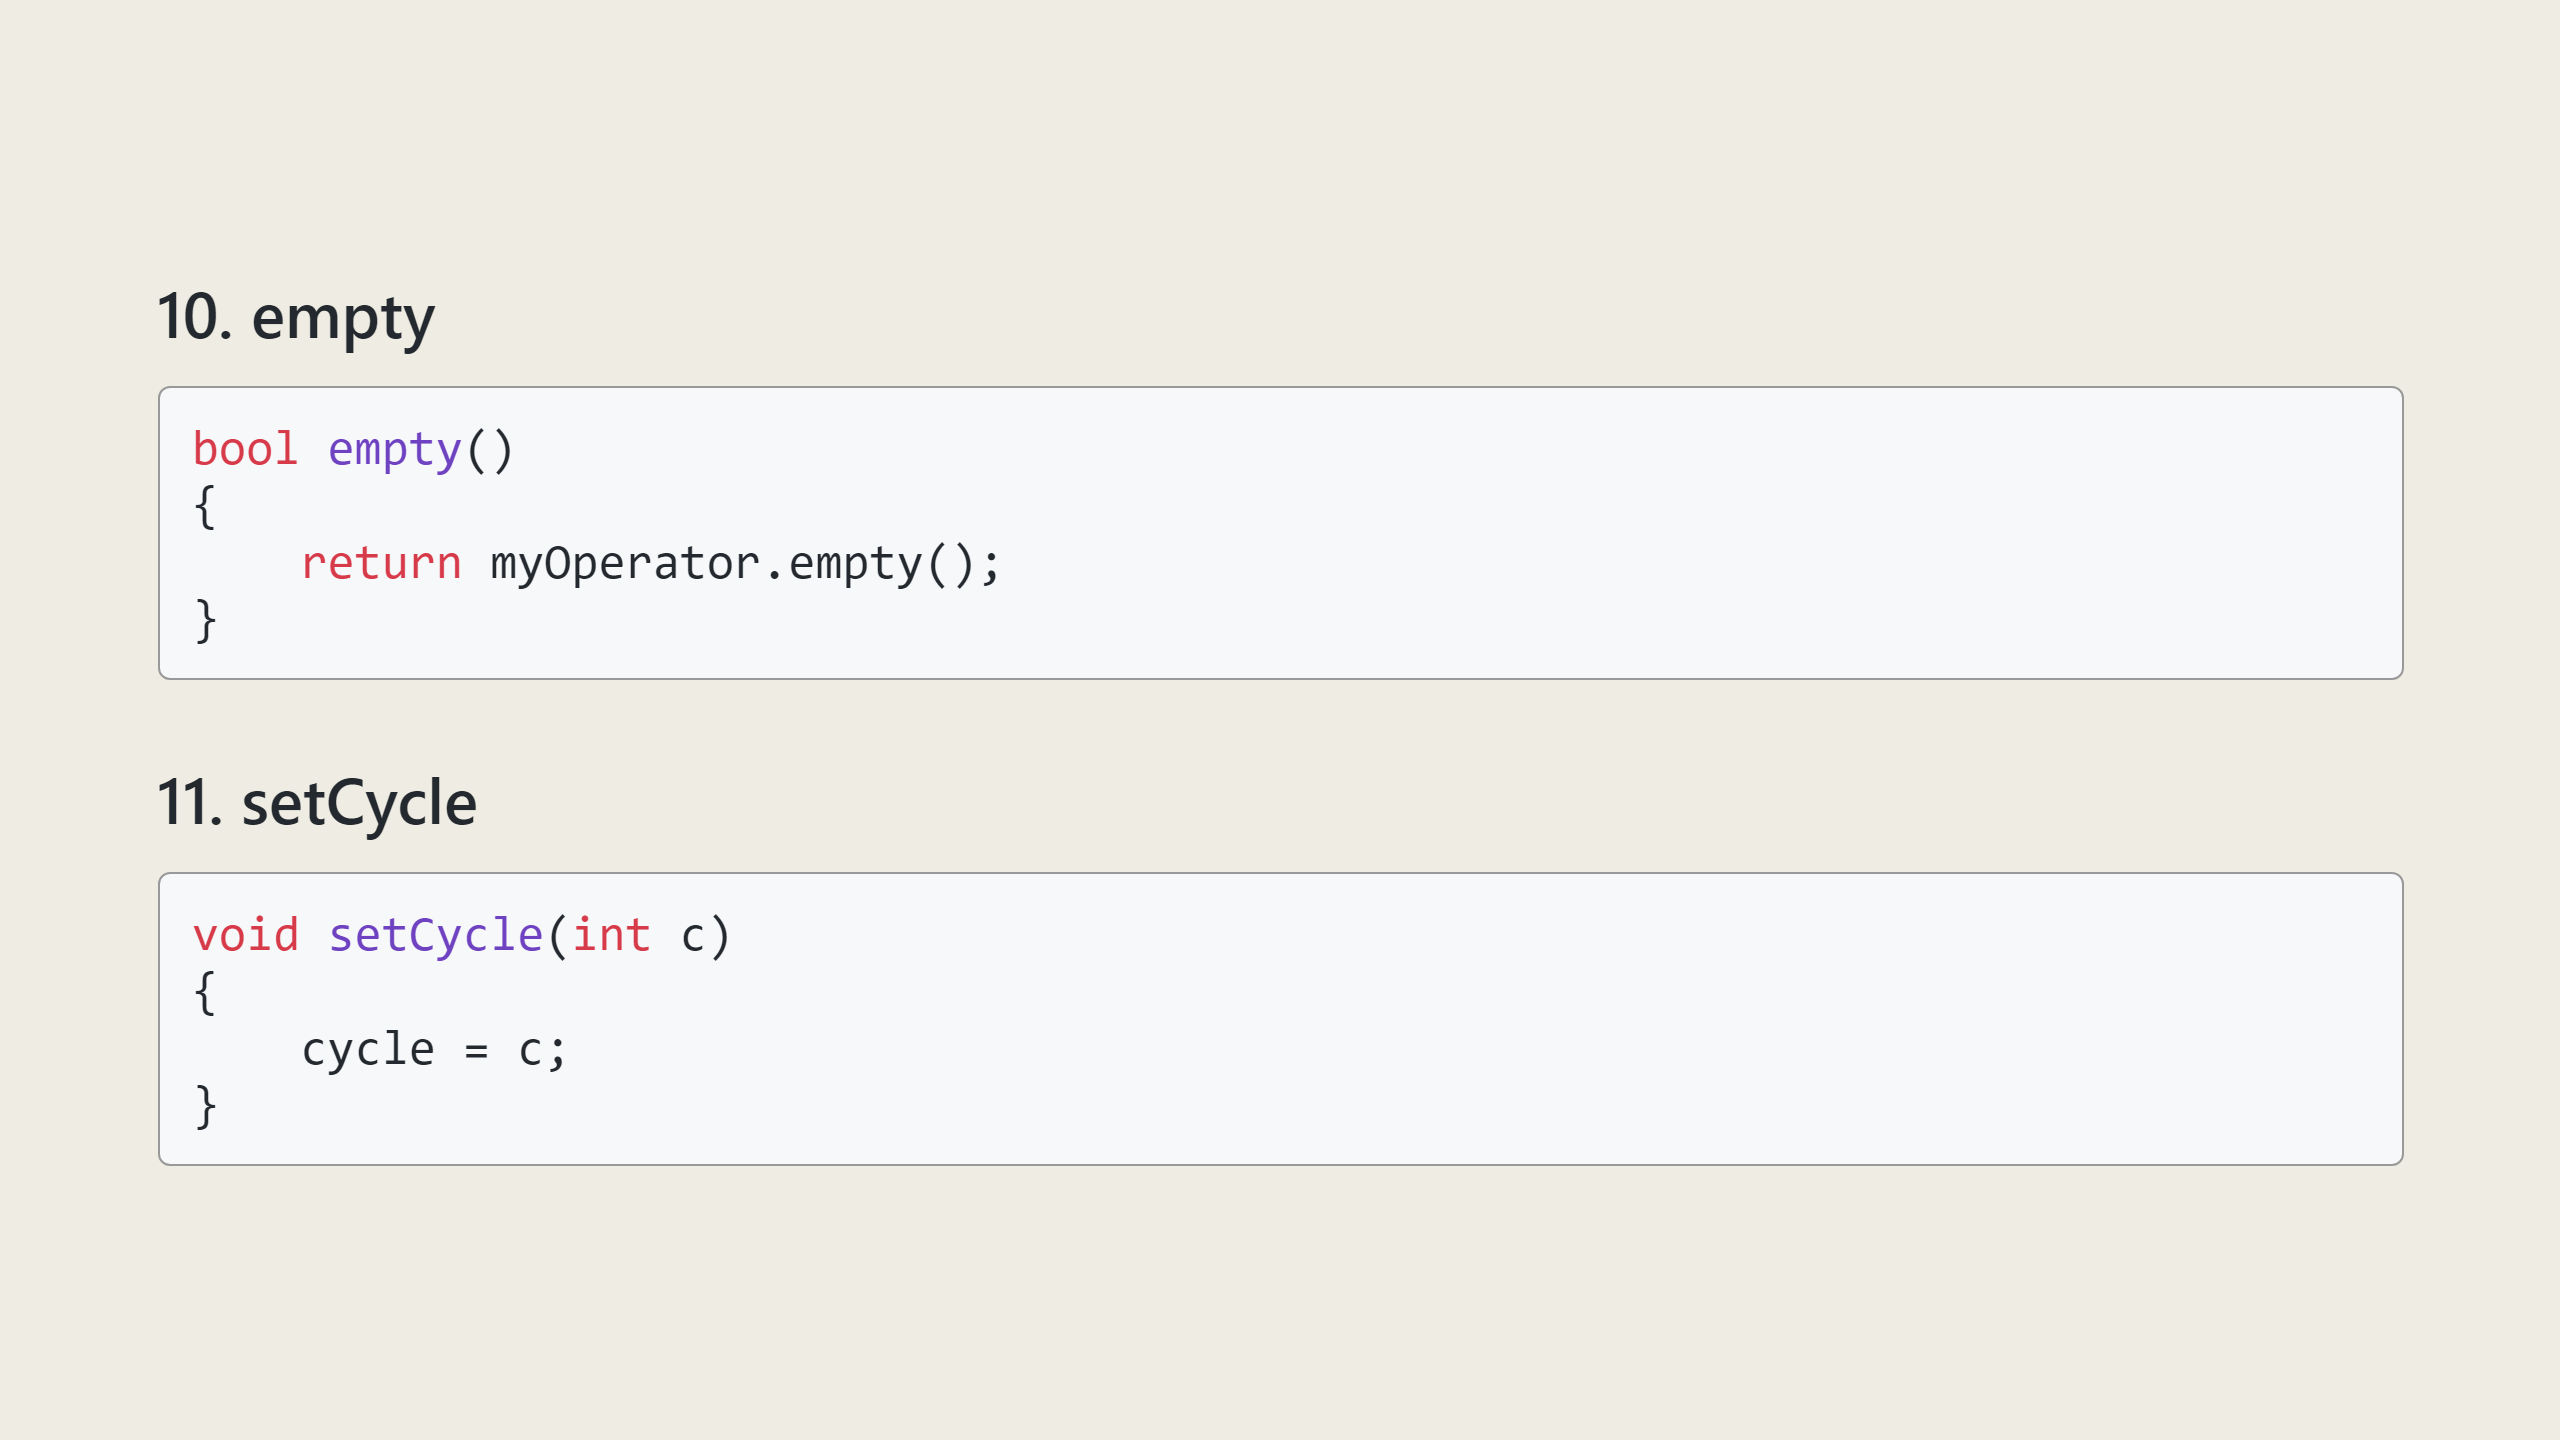 10. empty
bool empty()
{
    return myOperator.empty();
}
11. setCycle
void setCycle(int c)
{
    cycle = c;
}